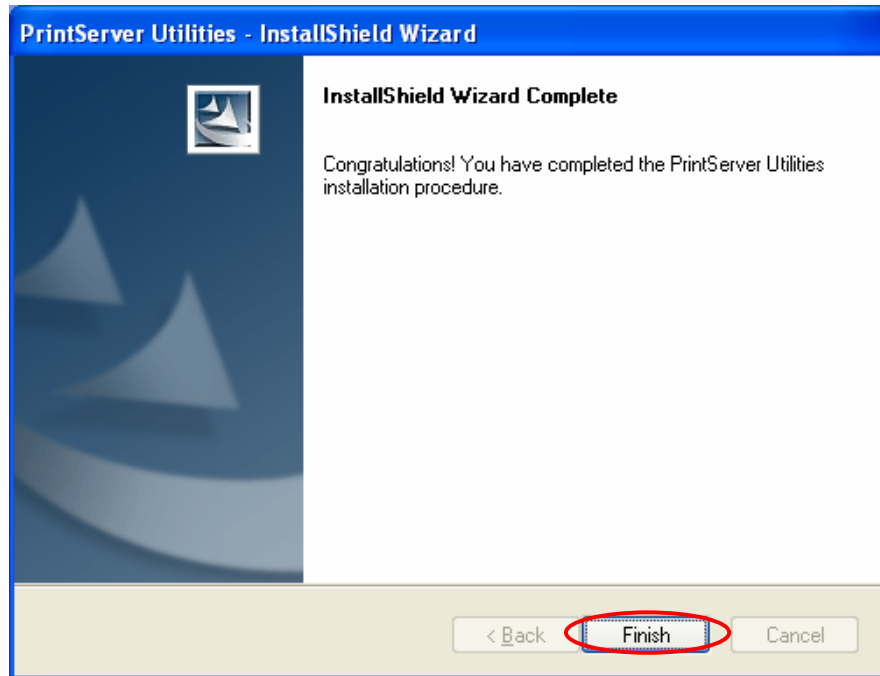 PrintServer Utilities - InstallShield Wizard
InstallShield Wizard Complete
Congratulations! You have completed the PrintServer Utilities
installation procedure.
< Back
Finish
Cancel